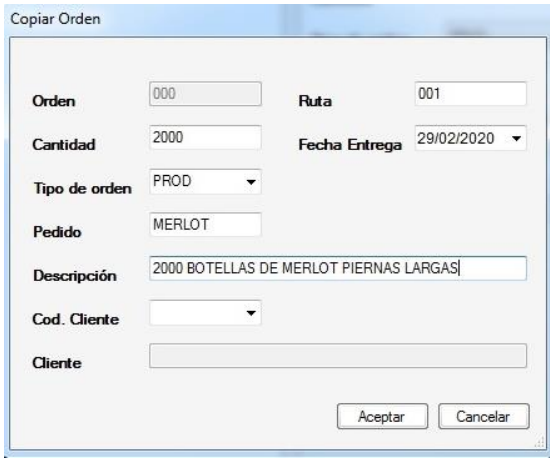 Copiar Orden
Orden 000 Ruta 001
Cantidad 2000 Fecha Entrega 29/02/2020
Tipo de orden PROD
Pedido MERLOT
Descripción 2000 BOTELLAS DE MERLOT PIERNAS LARGAS
Cod. Cliente
Cliente
Aceptar Cancelar